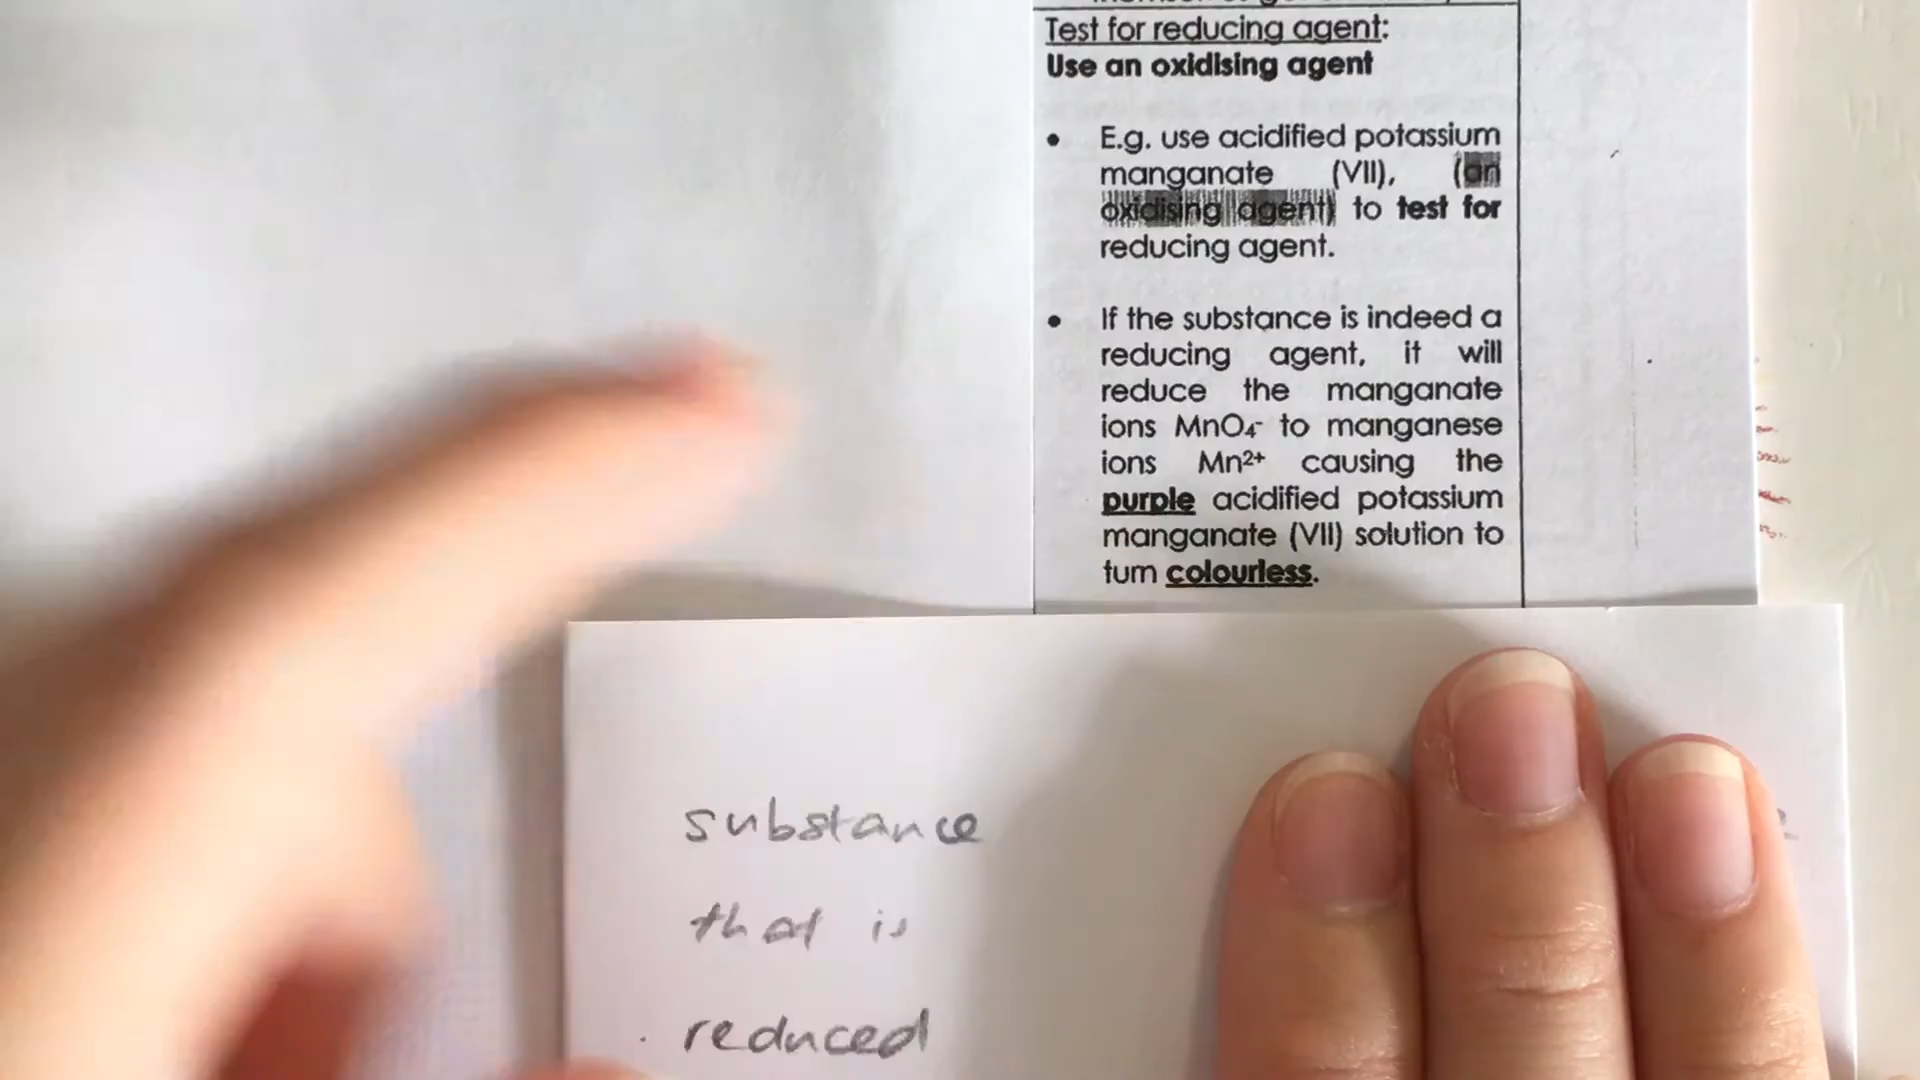 Test for reducing agent:
Use an oxidising agent
• E.g. use acidified potassium
manganate (VII), (an
oxidising agent) to test for
reducing agent.
• If the substance is indeed a
reducing agent, it will
reduce the manganate
ions MnO₄⁻ to manganese
ions Mn²⁺ causing the
purple acidified potassium
manganate (VII) solution to
turn colourless.
substance
that is
reduced